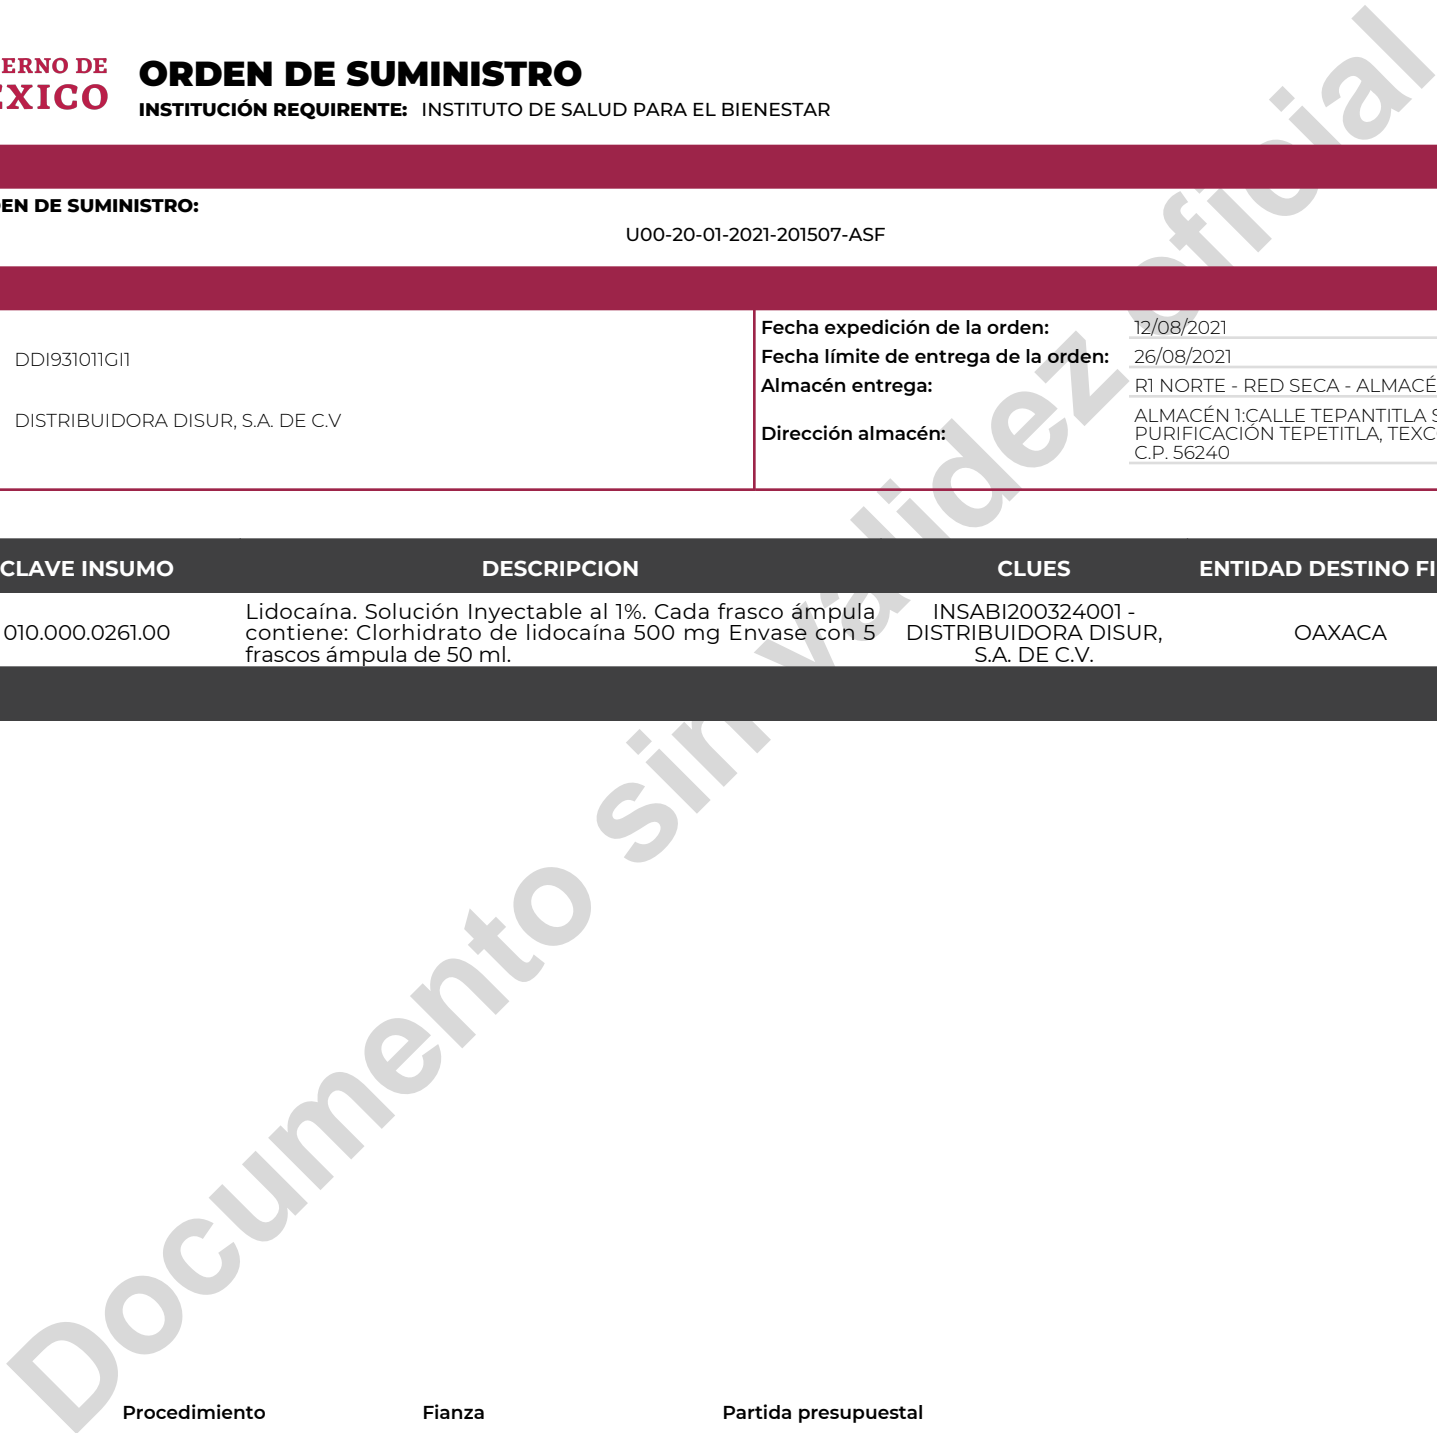 ERNO DE
EXICO
ORDEN DE SUMINISTRO
INSTITUCIÓN REQUIRENTE: INSTITUTO DE SALUD PARA EL BIENESTAR
EN DE SUMINISTRO:
U00-20-01-2021-201507-ASF
DDI931011GI1
DISTRIBUIDORA DISUR, S.A. DE C.V
Fecha expedición de la orden: 12/08/2021
Fecha límite de entrega de la orden: 26/08/2021
Almacén entrega: R1 NORTE - RED SECA - ALMACÉ
Dirección almacén:
ALMACÉN 1:CALLE TEPANTITLA S
PURIFICACIÓN TEPETITLA, TEXC
C.P. 56240
CLAVE INSUMO DESCRIPCION CLUES ENTIDAD DESTINO FI
010.000.0261.00
Lidocaína. Solución Inyectable al 1%. Cada frasco ámpula
contiene: Clorhidrato de lidocaína 500 mg Envase con 5
frascos ámpula de 50 ml.
INSABI200324001 -
DISTRIBUIDORA DISUR,
S.A. DE C.V.
OAXACA
Documento sin validez oficial
Procedimiento Fianza Partida presupuestal